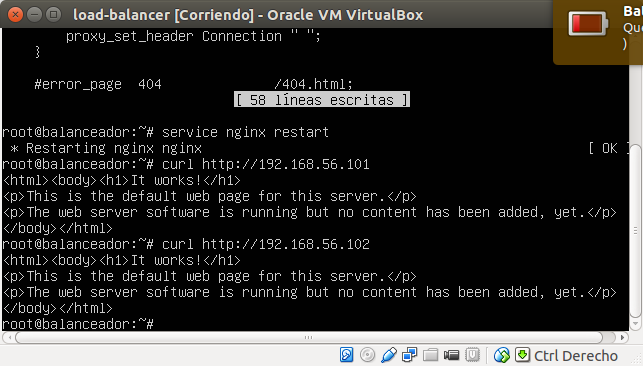 load-balancer [Corriendo] - Oracle VM VirtualBox
Bal
Que
)
proxy_set_header Connection " ";
}
#error_page 404 /404.html;
[ 58 líneas escritas ]
root@balanceador:~# service nginx restart
* Restarting nginx nginx [ OK
root@balanceador:~# curl http://192.168.56.101
<html><body><h1>It works!</h1>
<p>This is the default web page for this server.</p>
<p>The web server software is running but no content has been added, yet.</p>
</body></html>
root@balanceador:~# curl http://192.168.56.102
<html><body><h1>It works!</h1>
<p>This is the default web page for this server.</p>
<p>The web server software is running but no content has been added, yet.</p>
</body></html>
root@balanceador:~#
Ctrl Derecho